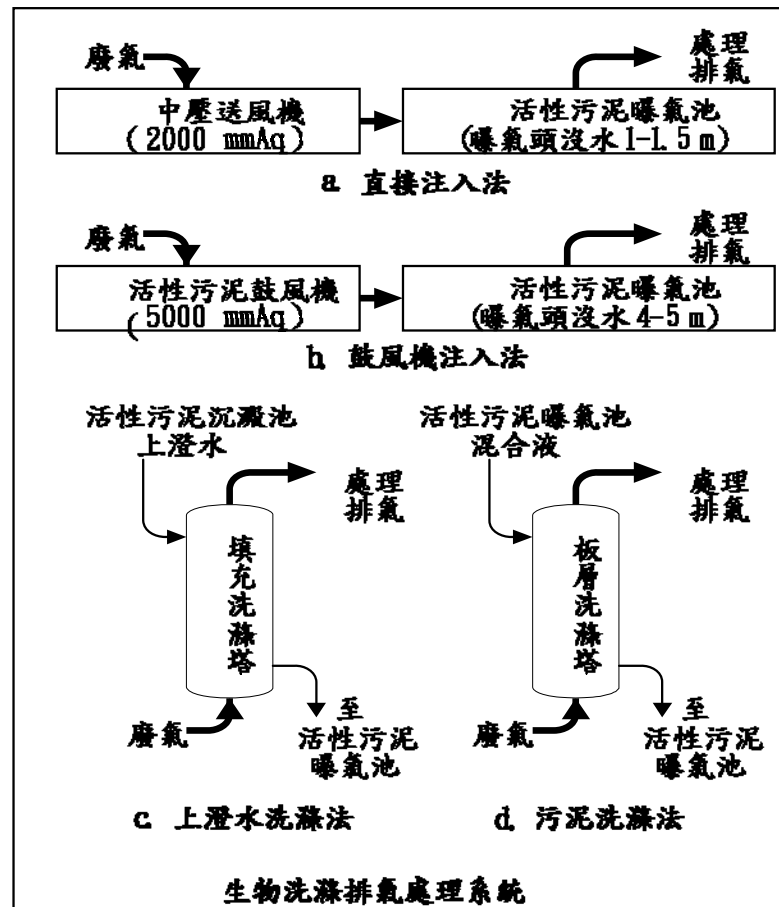 廢氣
處理
排氣
中壓送風機
(2000 mmAq)
活性污泥曝氣池
(曝氣頭沒水1-1.5 m)
a. 直接注入法
廢氣
處理
排氣
活性污泥鼓風機
(5000 mmAq)
活性污泥曝氣池
(曝氣頭沒水4-5 m)
b. 鼓風機注入法
活性污泥沉澱池
上澄水
處理
排氣
填充洗滌塔
廢氣
至
活性污泥
曝氣池
c. 上澄水洗滌法
活性污泥曝氣池
混合液
處理
排氣
板層洗滌塔
廢氣
至
活性污泥
曝氣池
d. 污泥洗滌法
生物洗滌排氣處理系統